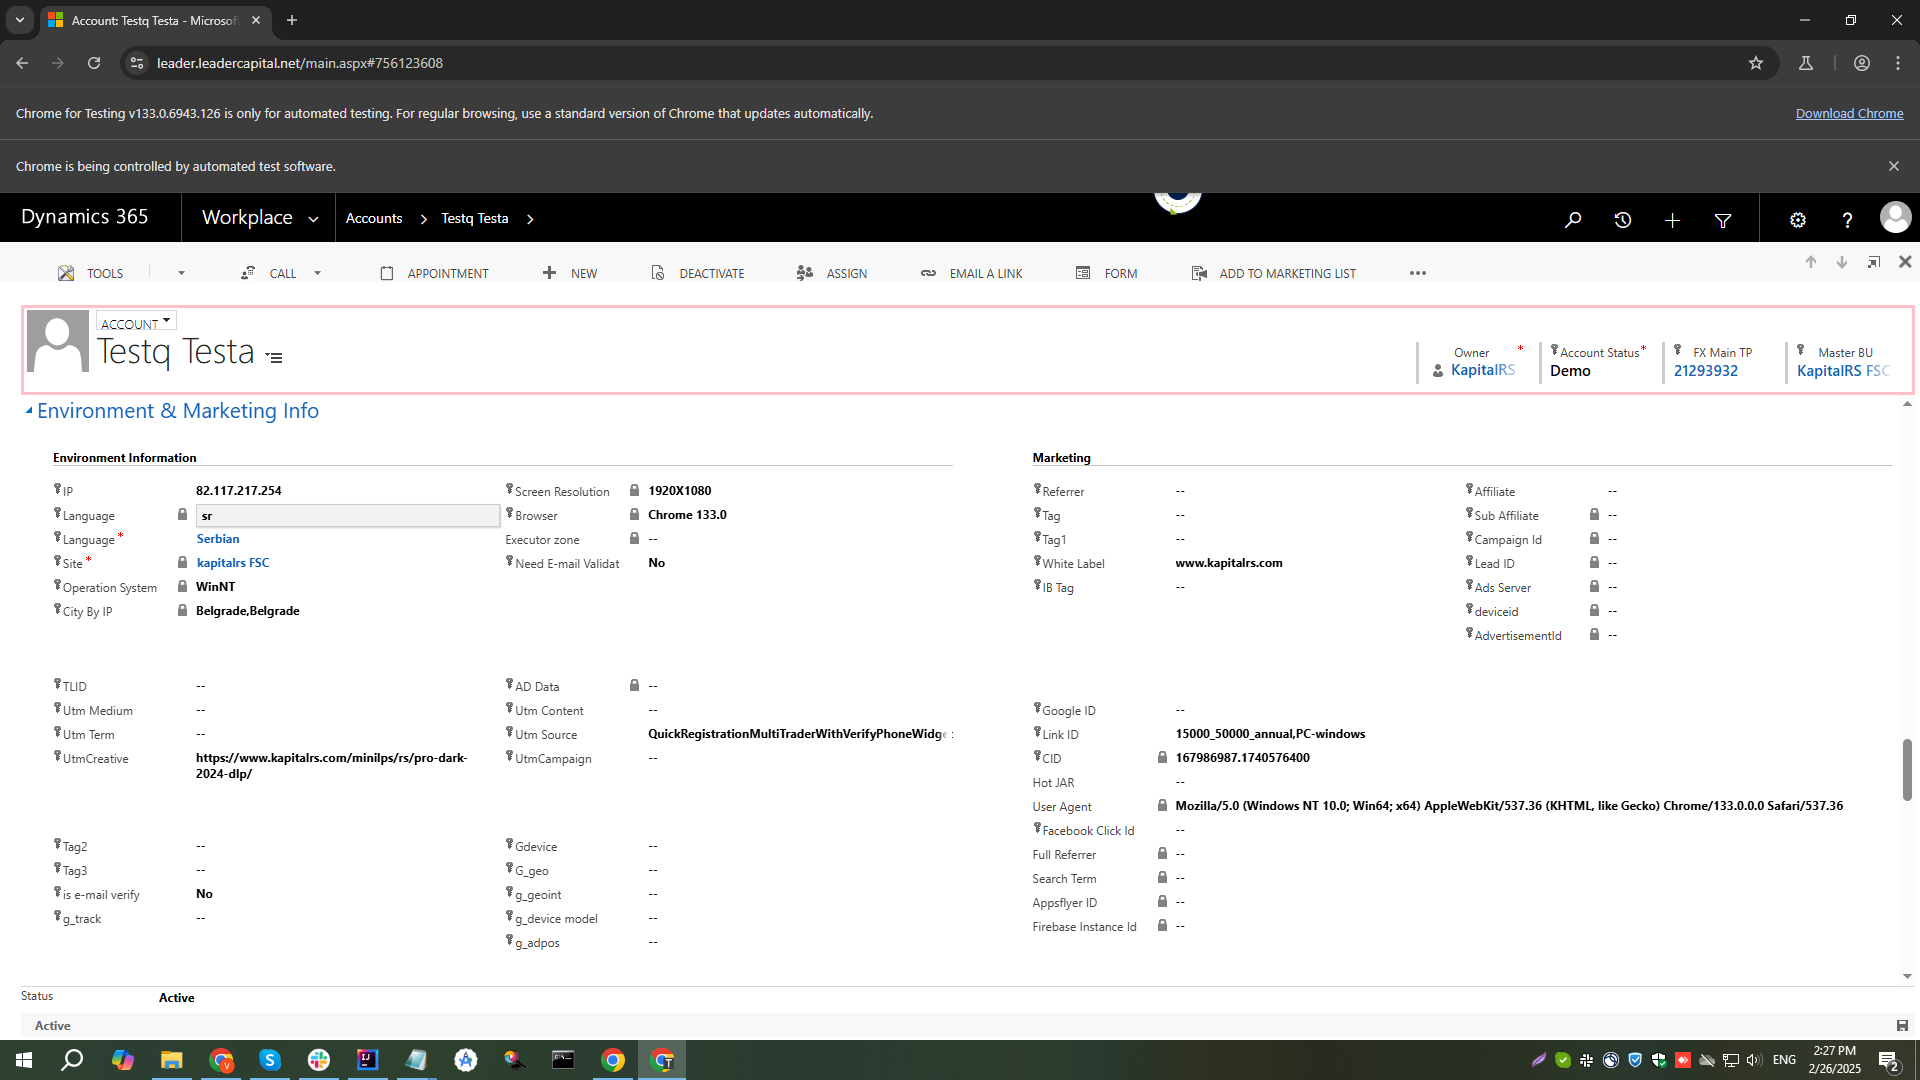 Account: Testq Testa - Microsof
leader.leadercapital.net/main.aspx#756123608
Chrome for Testing v133.0.6943.126 is only for automated testing. For regular browsing, use a standard version of Chrome that updates automatically.
Download Chrome
Chrome is being controlled by automated test software.
Dynamics 365
Workplace
Accounts
Testq Testa
TOOLS
CALL
APPOINTMENT
NEW
DEACTIVATE
ASSIGN
EMAIL A LINK
FORM
ADD TO MARKETING LIST
ACCOUNT
Testq Testa
Owner *
KapitalRS
Account Status *
Demo
FX Main TP
21293932
Master BU
KapitalRS FSC
Environment & Marketing Info
Environment Information
IP 82.117.217.254
Language sr
Language * Serbian
Site * kapitalrs FSC
Operation System WinNT
City By IP Belgrade,Belgrade
Screen Resolution 1920X1080
Browser Chrome 133.0
Executor zone --
Need E-mail Validat No
Marketing
Referrer --
Tag --
Tag1 --
White Label www.kapitalrs.com
IB Tag --
Affiliate --
Sub Affiliate --
Campaign Id --
Lead ID --
Ads Server --
deviceid --
AdvertisementId --
TLID --
Utm Medium --
Utm Term --
UtmCreative https://www.kapitalrs.com/minilps/rs/pro-dark-
2024-dlp/
AD Data --
Utm Content --
Utm Source QuickRegistrationMultiTraderWithVerifyPhoneWidge
UtmCampaign --
Google ID --
Link ID 15000_50000_annual,PC-windows
CID 167986987.1740576400
Hot JAR --
User Agent Mozilla/5.0 (Windows NT 10.0; Win64; x64) AppleWebKit/537.36 (KHTML, like Gecko) Chrome/133.0.0.0 Safari/537.36
Facebook Click Id --
Full Referrer --
Search Term --
Appsflyer ID --
Firebase Instance Id --
Tag2 --
Tag3 --
is e-mail verify No
g_track --
Gdevice --
G_geo --
g_geoint --
g_device model --
g_adpos --
Status Active
Active
ENG
2:27 PM
2/26/2025
2